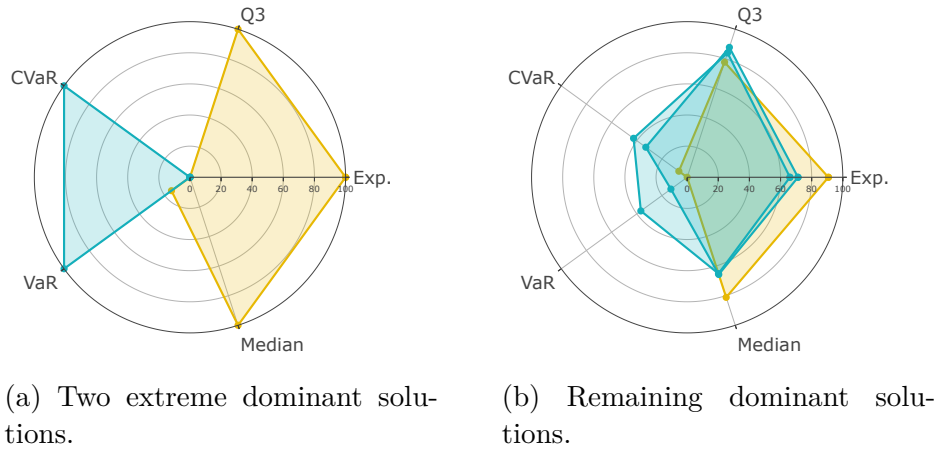 Q3
CVaR
Exp.
0 20 40 60 80 100
VaR
Median
(a) Two extreme dominant solu-
tions.
Q3
CVaR
Exp.
0 20 40 60 80 100
VaR
Median
(b) Remaining dominant solu-
tions.